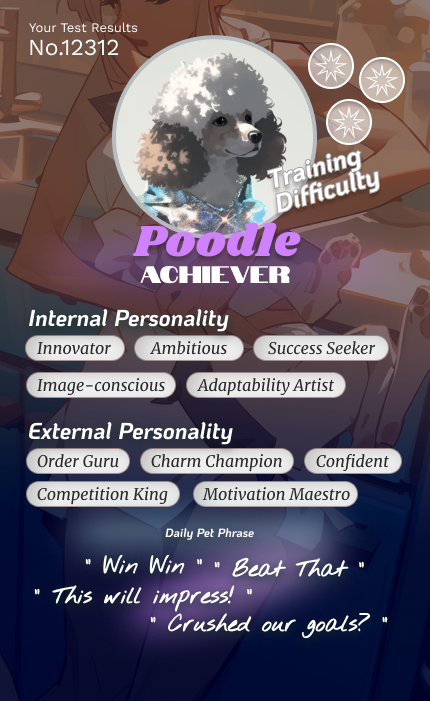 Your Test Results
No.12312
Training
Difficulty
Poodle
ACHIEVER
Internal Personality
Innovator Ambitious Success Seeker
Image-conscious Adaptability Artist
External Personality
Order Guru Charm Champion Confident
Competition King Motivation Maestro
Daily Pet Phrase
" Win Win " " Beat That "
" This will impress! "
" Crushed our goals? "